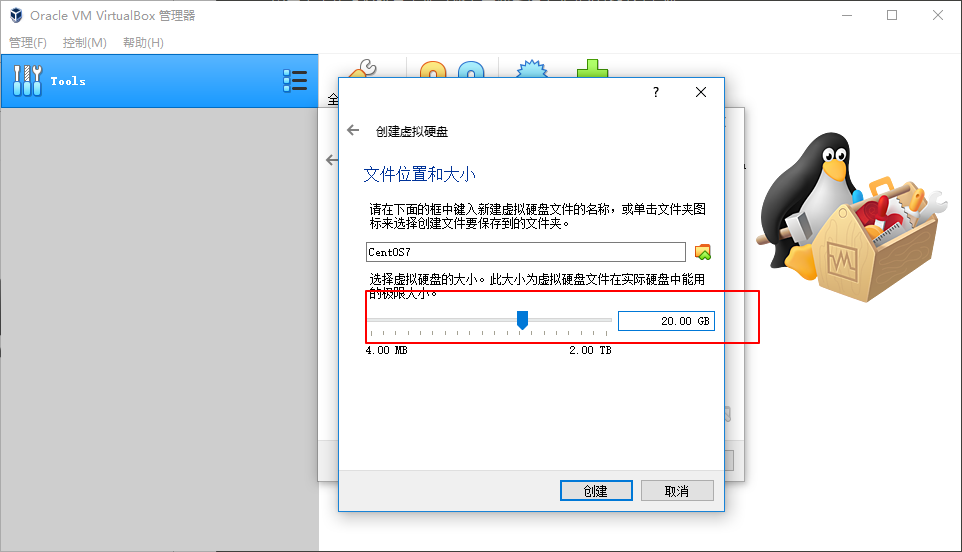 Oracle VM VirtualBox 管理器
管理(F) 控制(M) 帮助(H)
Tools
全
?
创建虚拟硬盘
文件位置和大小
请在下面的框中键入新建虚拟硬盘文件的名称，或单击文件夹图
标来选择创建文件要保存到的文件夹。
CentOS7
选择虚拟硬盘的大小。此大小为虚拟硬盘文件在实际硬盘中能用
的极限大小。
20.00 GB
4.00 MB 2.00 TB
创建 取消